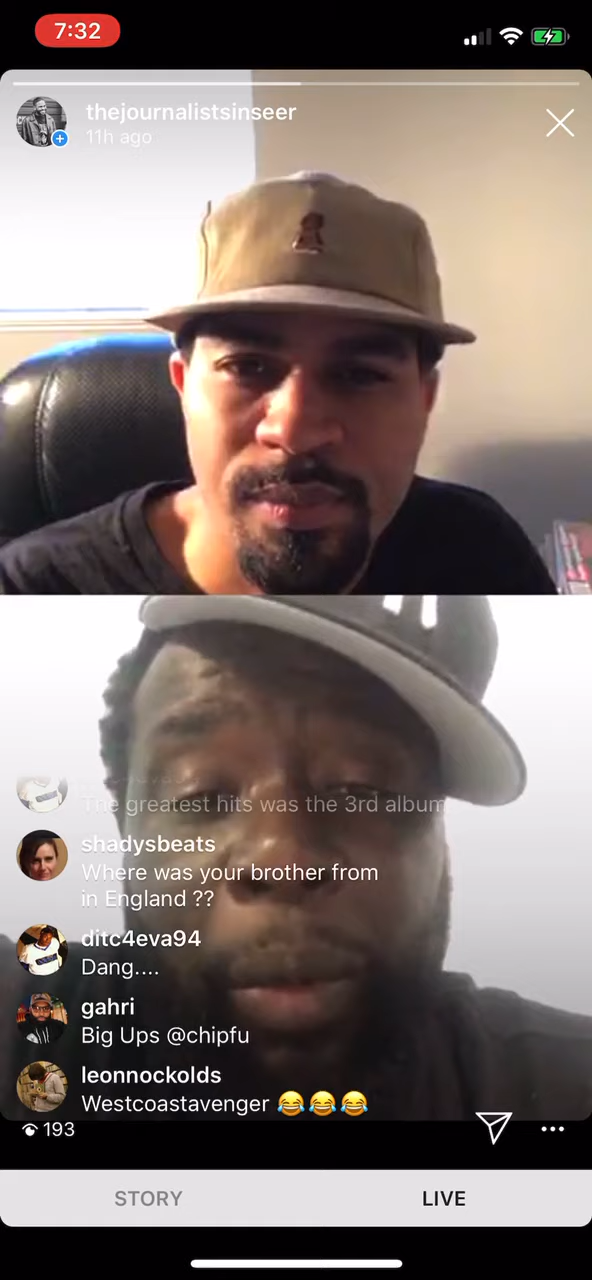 7:32
thejournalistsinseer
11h ago
The greatest hits was the 3rd album
shadysbeats
Where was your brother from
in England ??
ditc4eva94
Dang....
gahri
Big Ups @chipfu
leonnockolds
Westcoastavenger 😂😂😂
193
STORY
LIVE